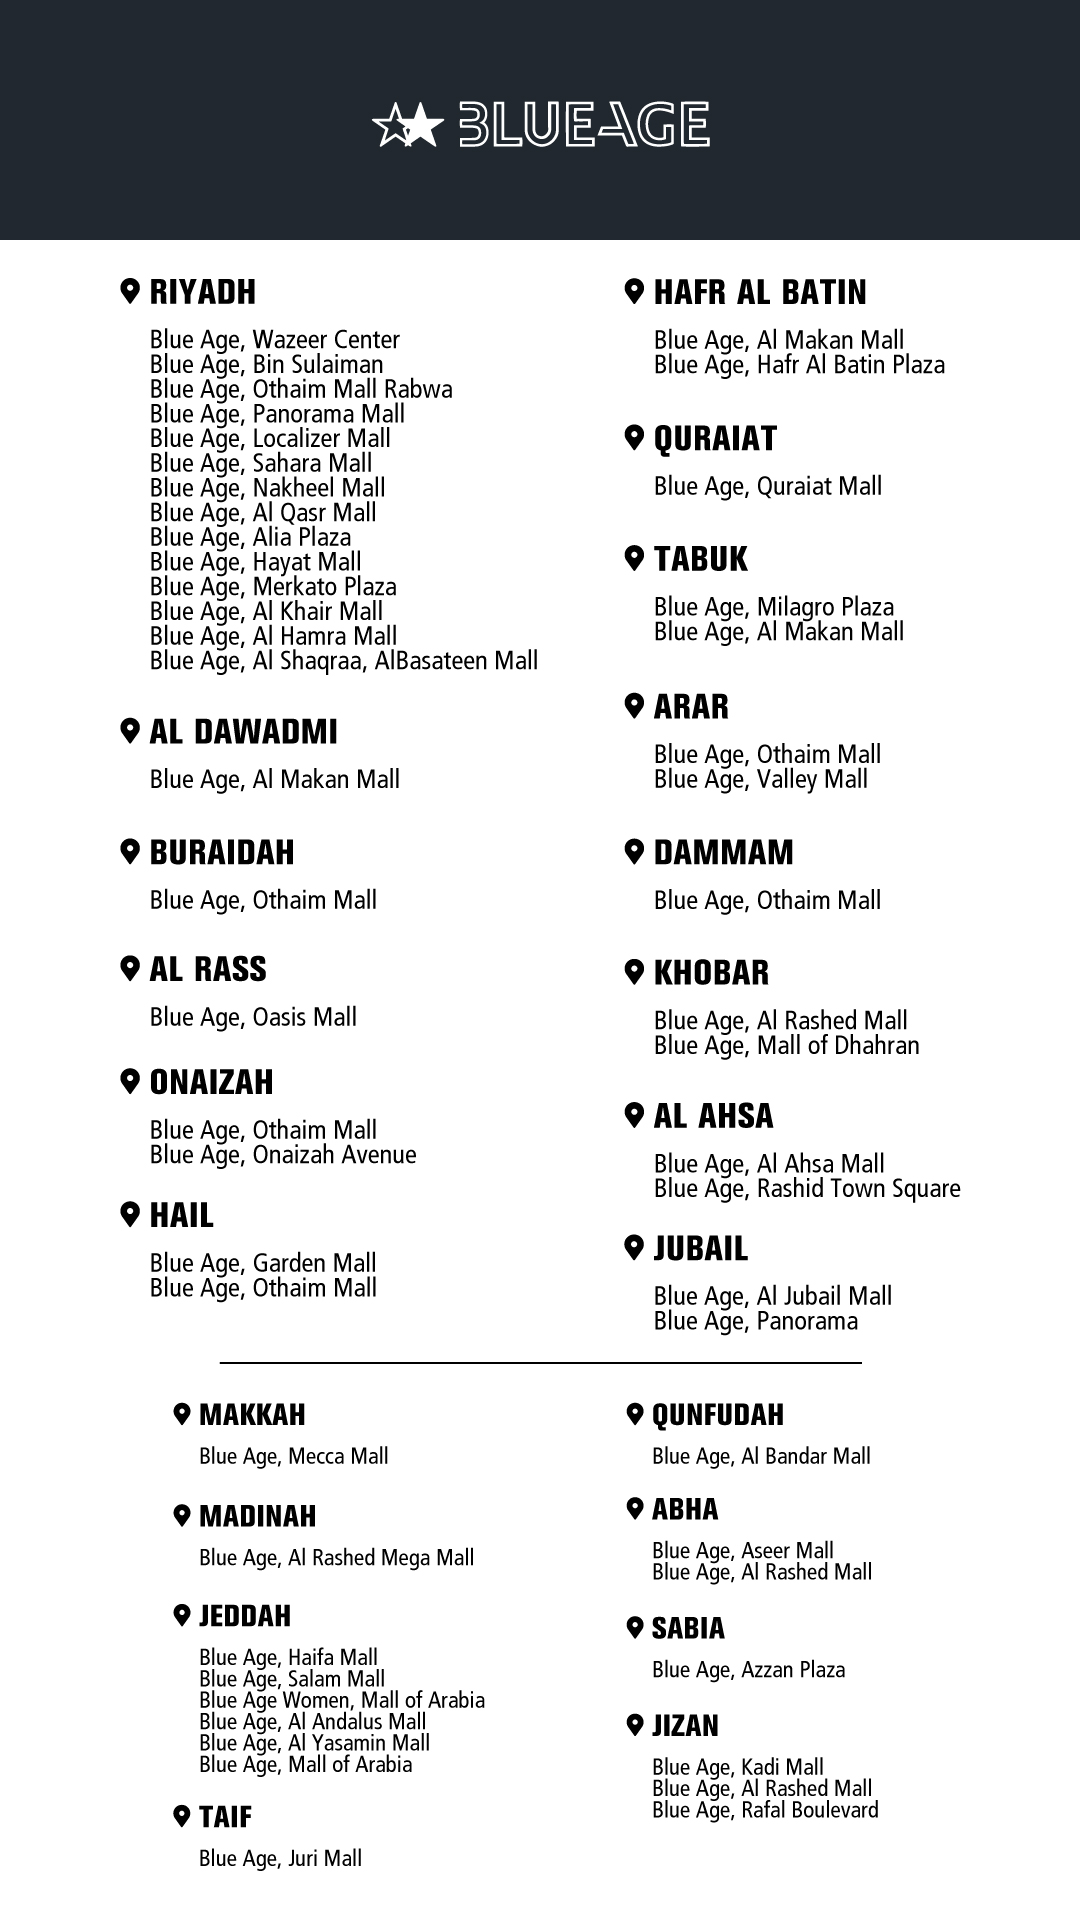 BLUEAGE
RIYADH
Blue Age, Wazeer Center
Blue Age, Bin Sulaiman
Blue Age, Othaim Mall Rabwa
Blue Age, Panorama Mall
Blue Age, Localizer Mall
Blue Age, Sahara Mall
Blue Age, Nakheel Mall
Blue Age, Al Qasr Mall
Blue Age, Alia Plaza
Blue Age, Hayat Mall
Blue Age, Merkato Plaza
Blue Age, Al Khair Mall
Blue Age, Al Hamra Mall
Blue Age, Al Shaqraa, AlBasateen Mall
AL DAWADMI
Blue Age, Al Makan Mall
BURAIDAH
Blue Age, Othaim Mall
AL RASS
Blue Age, Oasis Mall
ONAIZAH
Blue Age, Othaim Mall
Blue Age, Onaizah Avenue
HAIL
Blue Age, Garden Mall
Blue Age, Othaim Mall
HAFR AL BATIN
Blue Age, Al Makan Mall
Blue Age, Hafr Al Batin Plaza
QURAIAT
Blue Age, Quraiat Mall
TABUK
Blue Age, Milagro Plaza
Blue Age, Al Makan Mall
ARAR
Blue Age, Othaim Mall
Blue Age, Valley Mall
DAMMAM
Blue Age, Othaim Mall
KHOBAR
Blue Age, Al Rashed Mall
Blue Age, Mall of Dhahran
AL AHSA
Blue Age, Al Ahsa Mall
Blue Age, Rashid Town Square
JUBAIL
Blue Age, Al Jubail Mall
Blue Age, Panorama
MAKKAH
Blue Age, Mecca Mall
MADINAH
Blue Age, Al Rashed Mega Mall
JEDDAH
Blue Age, Haifa Mall
Blue Age, Salam Mall
Blue Age Women, Mall of Arabia
Blue Age, Al Andalus Mall
Blue Age, Al Yasamin Mall
Blue Age, Mall of Arabia
TAIF
Blue Age, Juri Mall
QUNFUDAH
Blue Age, Al Bandar Mall
ABHA
Blue Age, Aseer Mall
Blue Age, Al Rashed Mall
SABIA
Blue Age, Azzan Plaza
JIZAN
Blue Age, Kadi Mall
Blue Age, Al Rashed Mall
Blue Age, Rafal Boulevard